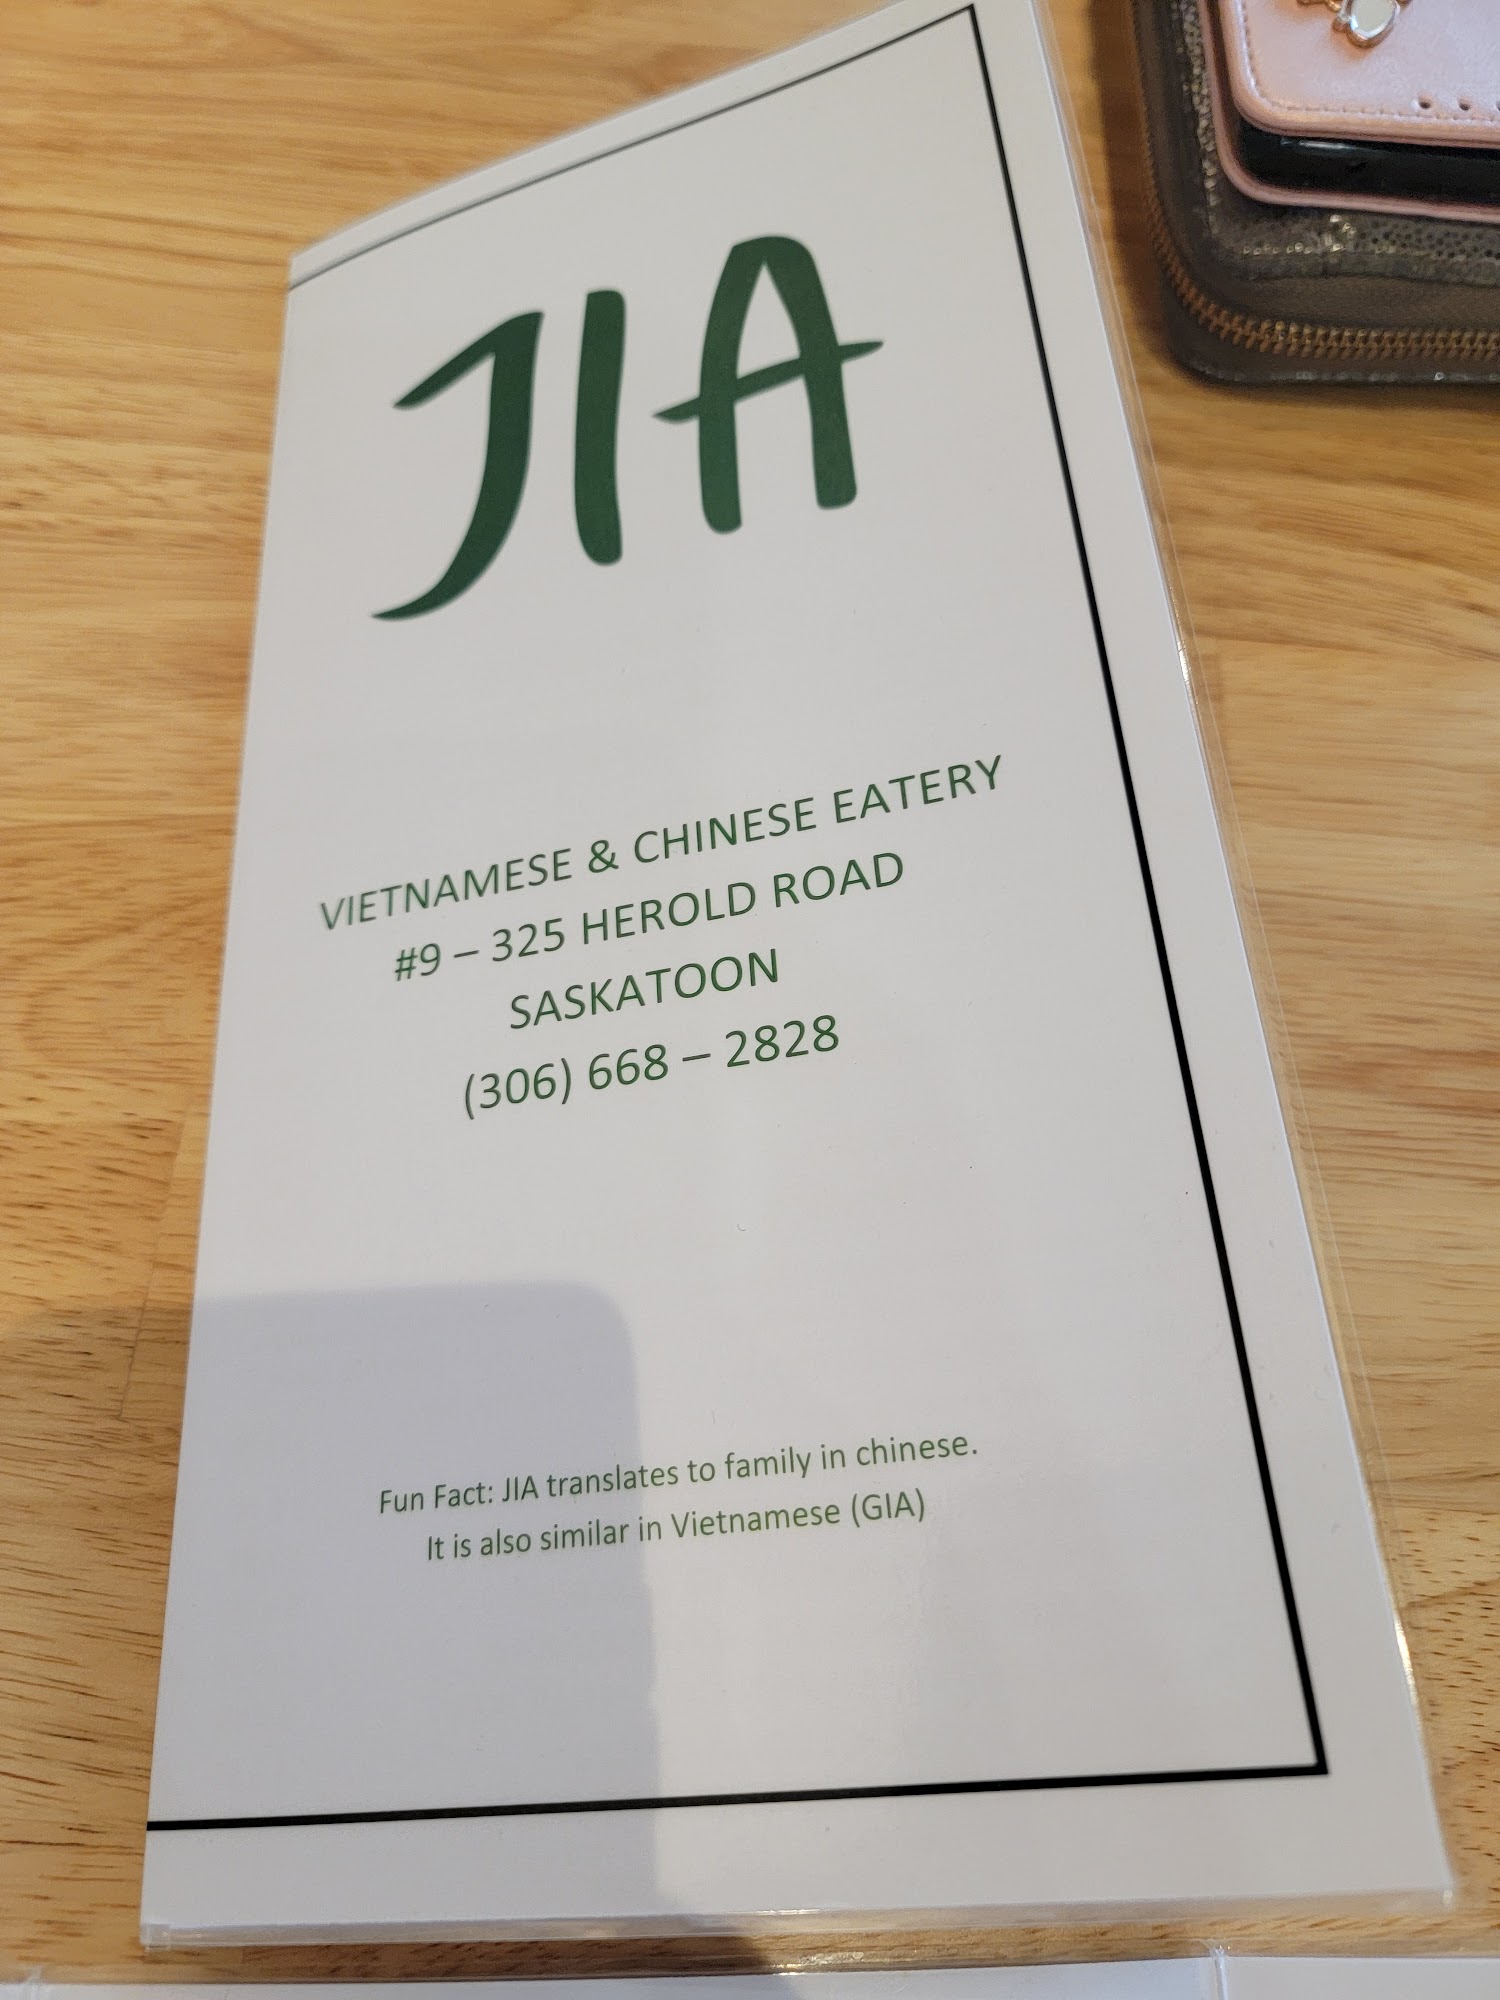 JIA
VIETNAMESE & CHINESE EATERY
#9 – 325 HEROLD ROAD
SASKATOON
(306) 668 – 2828
Fun Fact: JIA translates to family in chinese.
It is also similar in Vietnamese (GIA)